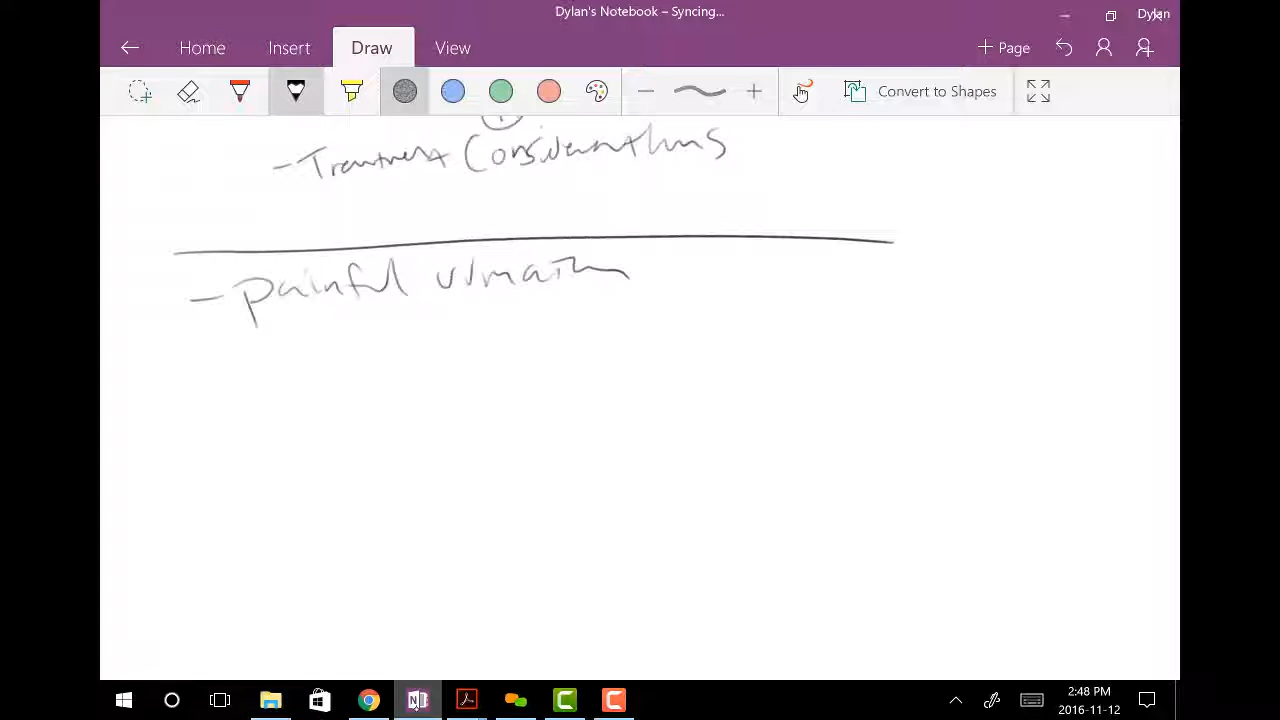 Dylan's Notebook – Syncing...
Dylan
Home Insert Draw View
Page
Convert to Shapes
- Treatment Considerations
- Painful urination
2:48 PM
2016-11-12